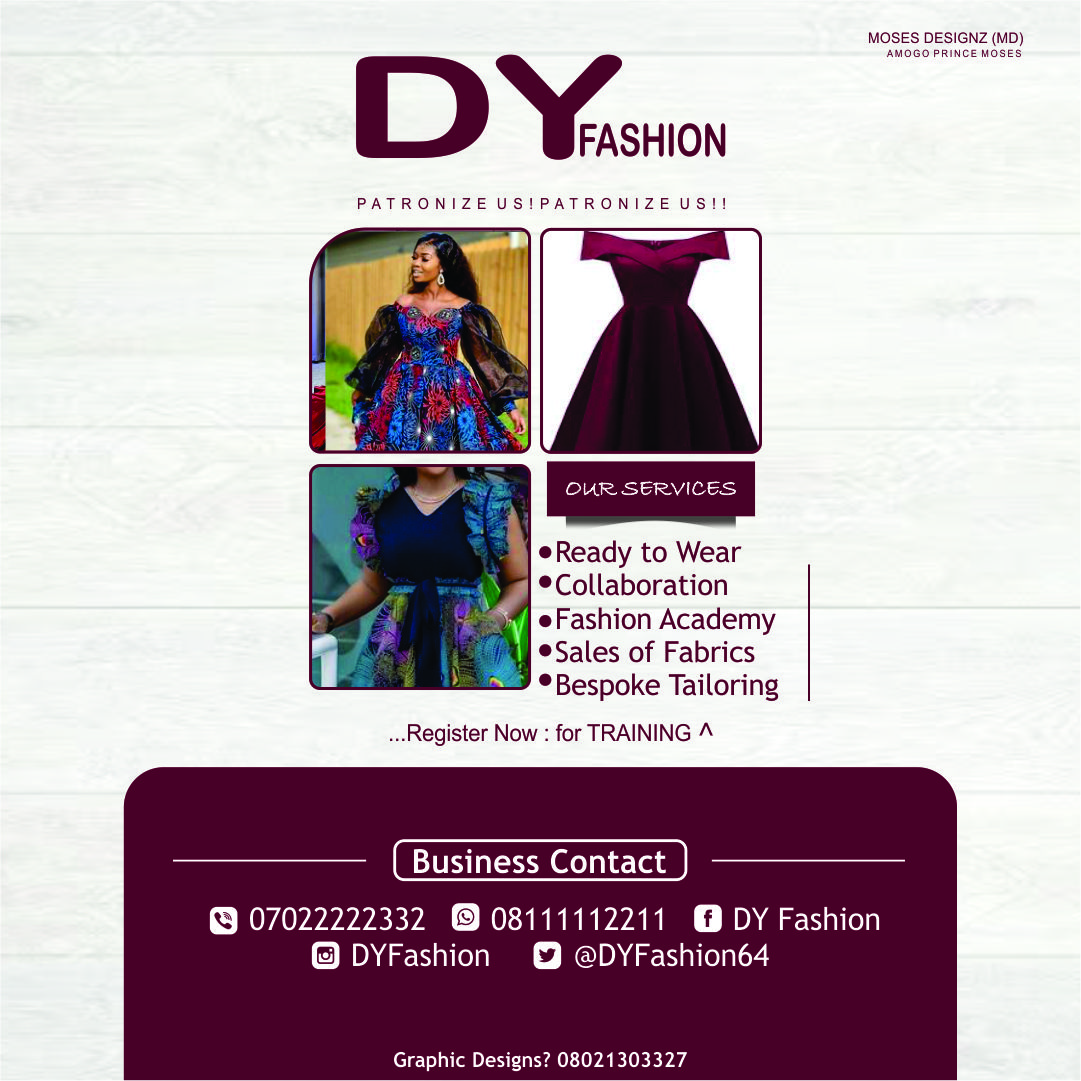 MOSES DESIGNZ (MD)
AMOGO PRINCE MOSES
DY FASHION
PATRONIZE US!PATRONIZE US!!
OUR SERVICES
•Ready to Wear
•Collaboration
•Fashion Academy
•Sales of Fabrics
•Bespoke Tailoring
...Register Now : for TRAINING ^
Business Contact
07022222332 08111112211 DY Fashion
DYFashion @DYFashion64
Graphic Designs? 08021303327